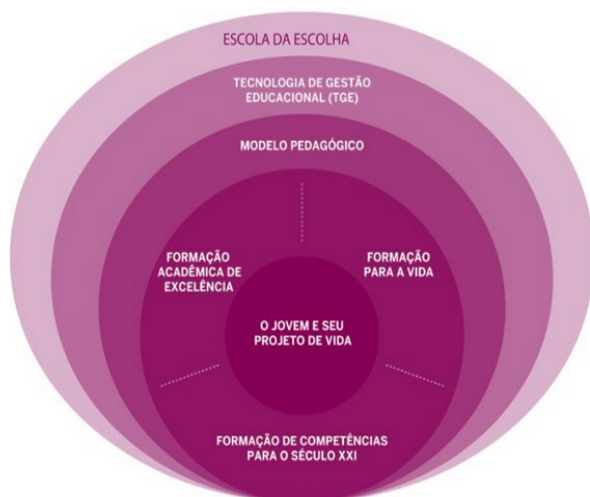 ESCOLA DA ESCOLHA
TECNOLOGIA DE GESTÃO
EDUCACIONAL (TGE)
MODELO PEDAGÓGICO
FORMAÇÃO
ACADÊMICA DE
EXCELÊNCIA
FORMAÇÃO
PARA A VIDA
O JOVEM E SEU
PROJETO DE VIDA
FORMAÇÃO DE COMPETÊNCIAS
PARA O SÉCULO XXI